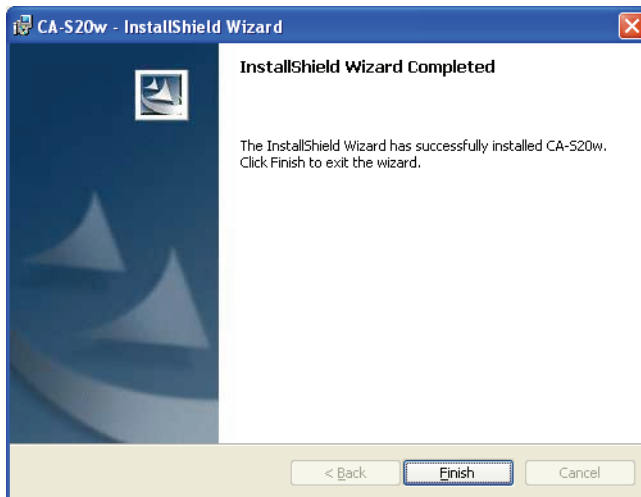 CA-S20w - InstallShield Wizard
InstallShield Wizard Completed
The InstallShield Wizard has successfully installed CA-S20w.
Click Finish to exit the wizard.
< Back
Finish
Cancel